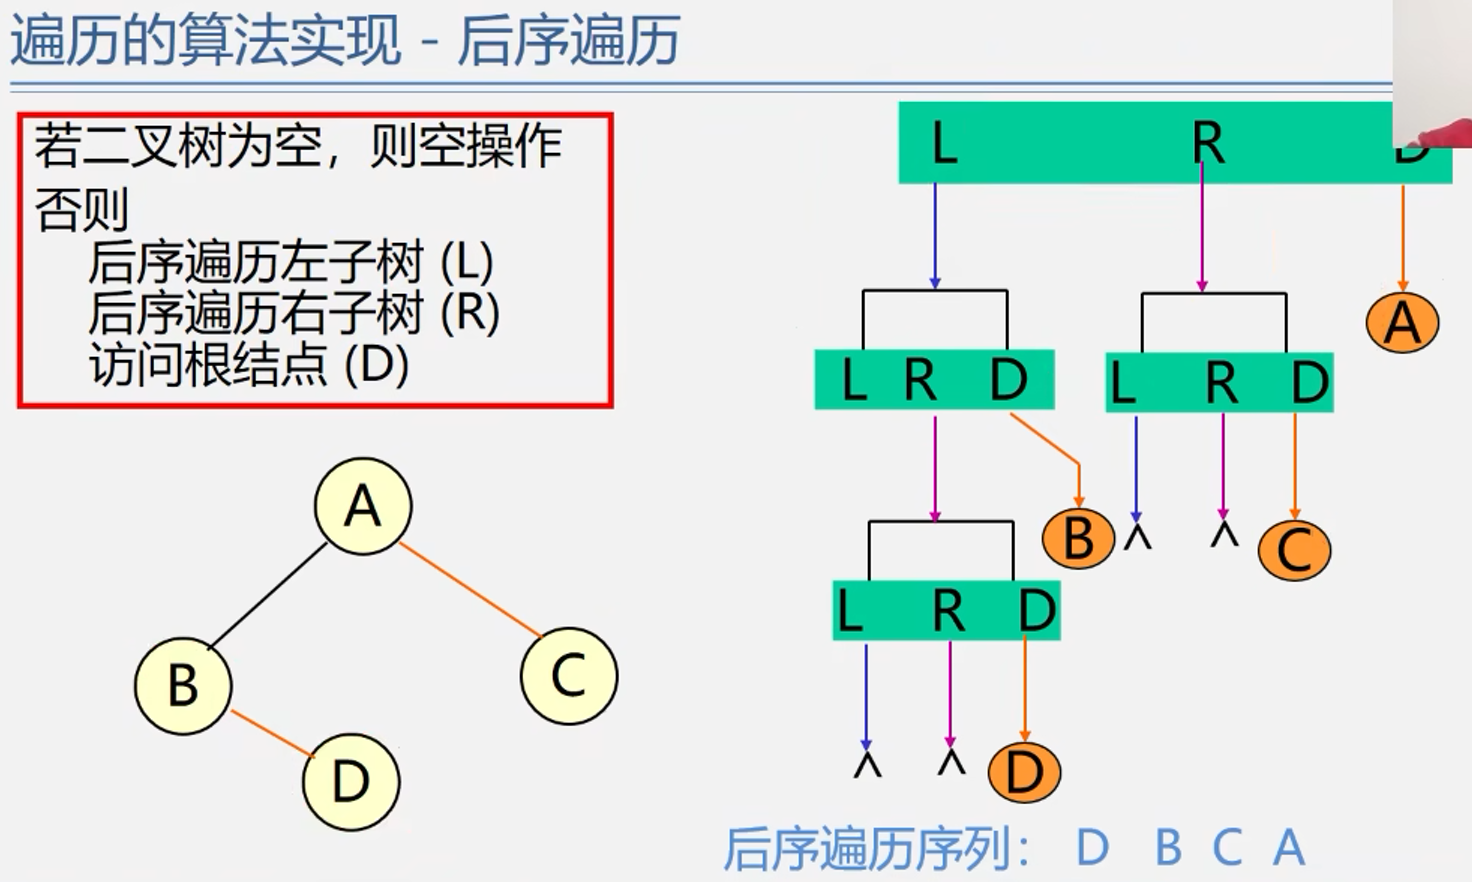 遍历的算法实现 - 后序遍历
若二叉树为空，则空操作
否则
后序遍历左子树 (L)
后序遍历右子树 (R)
访问根结点 (D)
L R D
A
L R D
L R D
B
∧ ∧ C
L R D
∧ ∧ D
A
B
C
D
后序遍历序列： D B C A